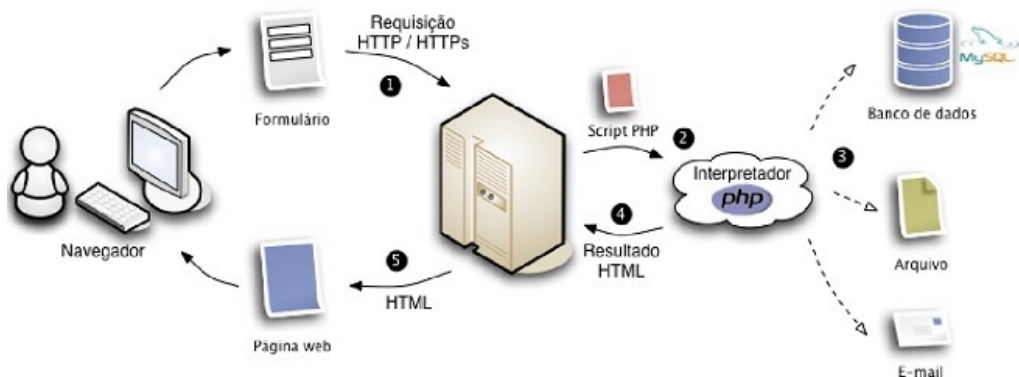 Requisição
HTTP / HTTPs
1
Formulário
Navegador
Script PHP
2
Interpretador
php
3
MySQL
Banco de dados
Arquivo
E-mail
4
Resultado
HTML
5
HTML
Página web